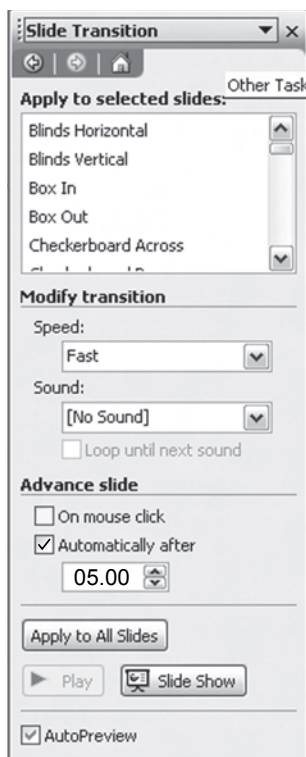 Slide Transition
Other Task
Apply to selected slides:
Blinds Horizontal
Blinds Vertical
Box In
Box Out
Checkerboard Across
Modify transition
Speed:
Fast
Sound:
[No Sound]
Loop until next sound
Advance slide
On mouse click
Automatically after
05.00
Apply to All Slides
Play
Slide Show
AutoPreview